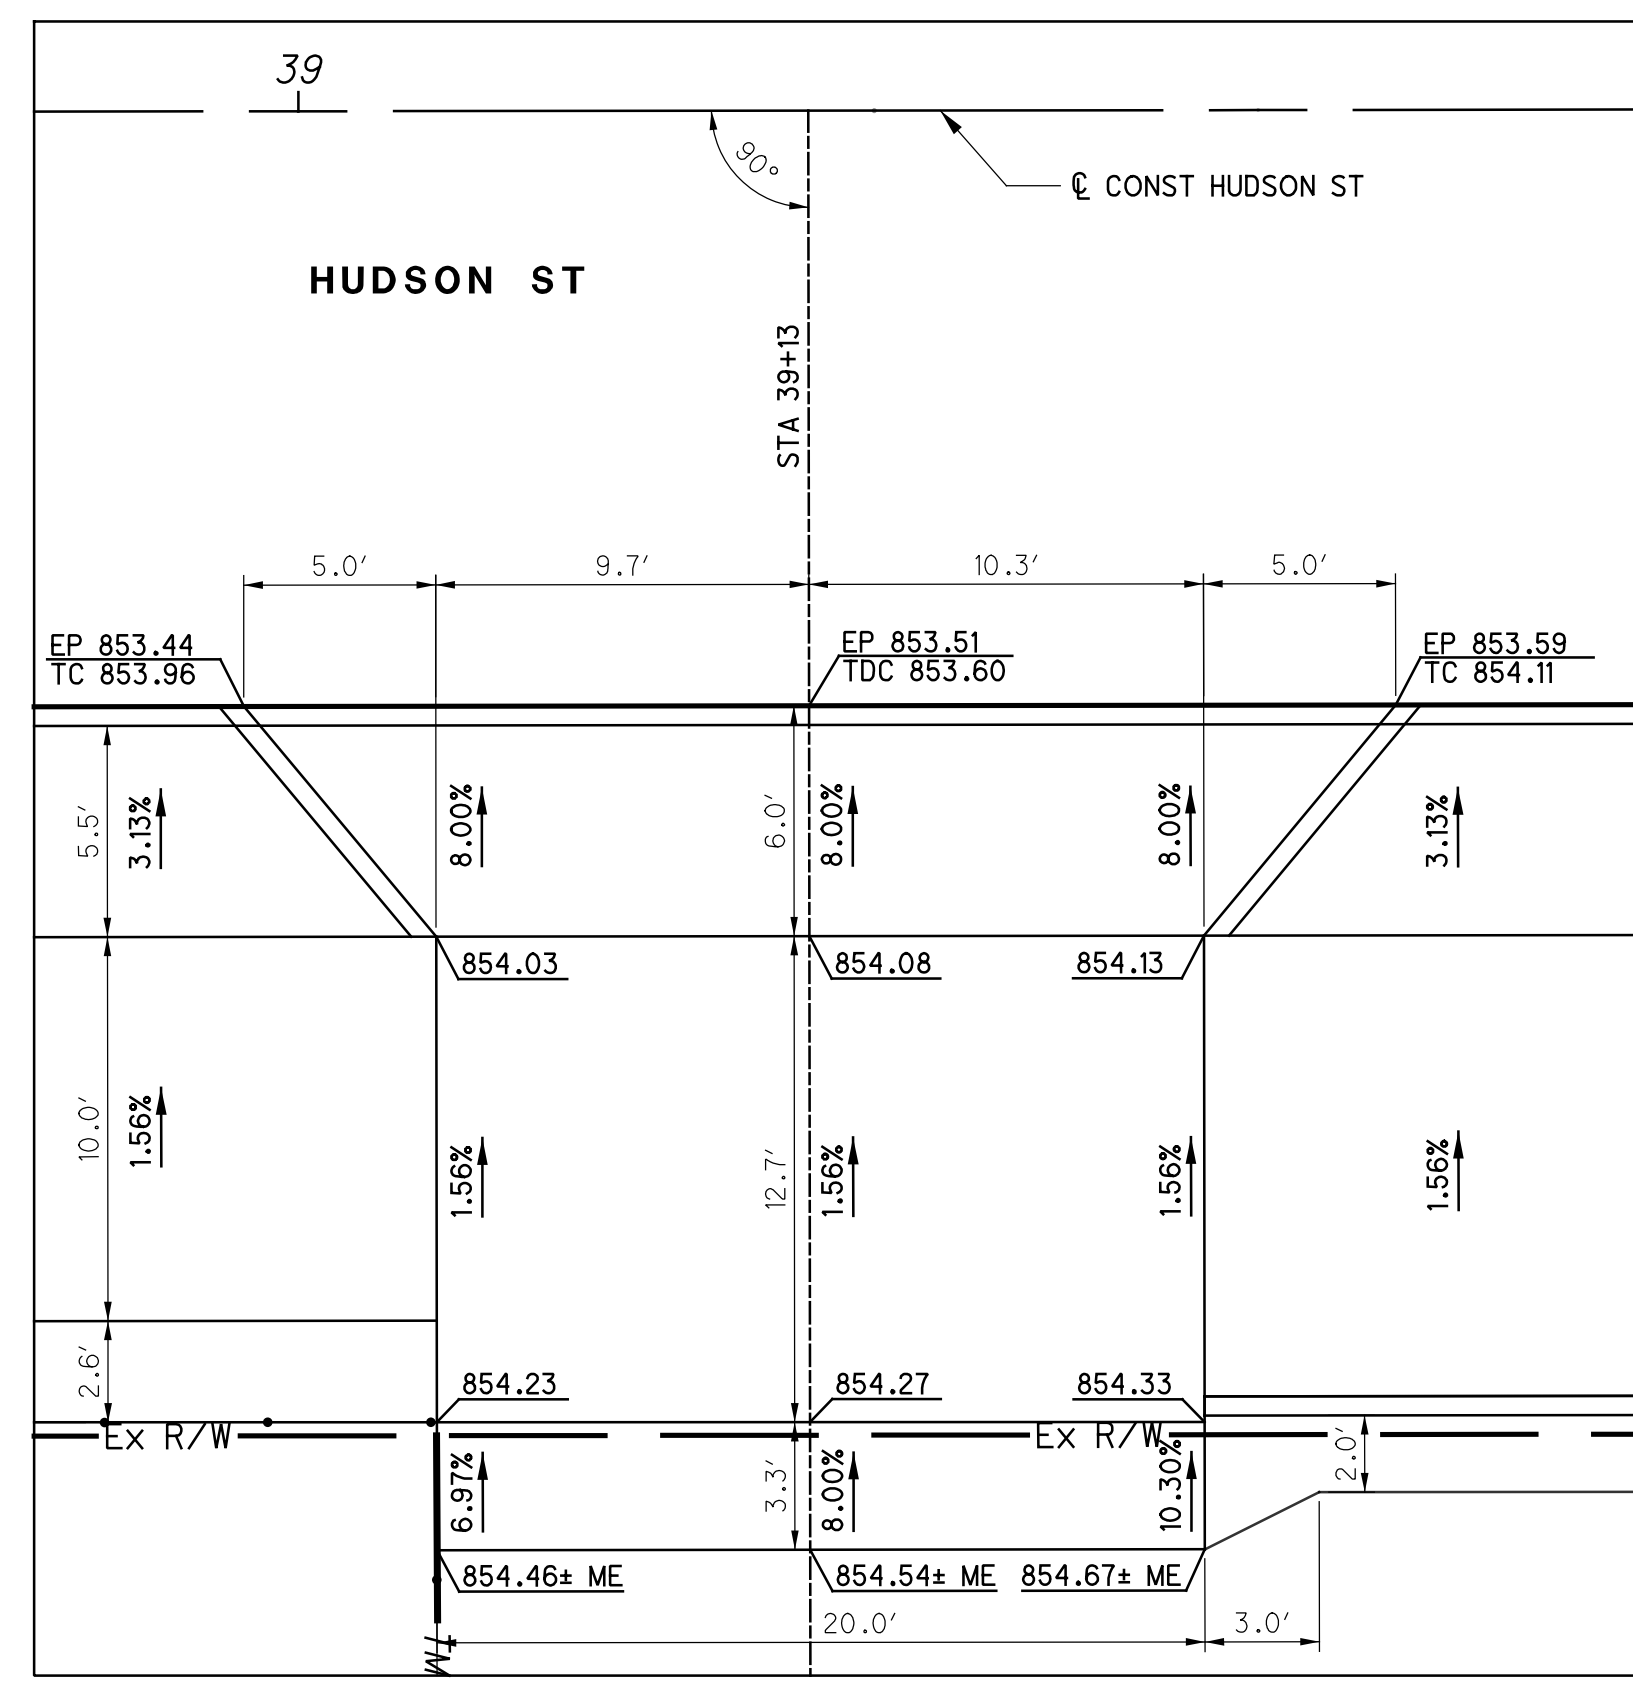 39
90°
℄ CONST HUDSON ST
HUDSON ST
STA 39+13
5.0' 9.7' 10.3' 5.0'
EP 853.44
TC 853.96
EP 853.51
TDC 853.60
EP 853.59
TC 854.11
5.5' 3.13% 8.00% 6.0' 8.00% 8.00% 3.13%
854.03 854.08 854.13
10.0' 1.56% 1.56% 12.7' 1.56% 1.56% 1.56%
2.6' 854.23 854.27 854.33
Ex R/W Ex R/W
6.97% 3.3' 8.00% 10.30% 2.0'
854.46± ME 854.54± ME 854.67± ME
20.0' 3.0'
W